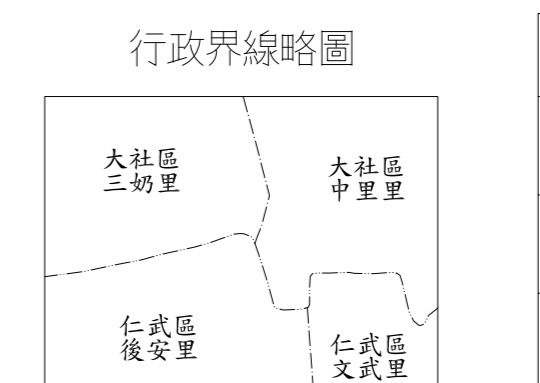 行政界線略圖
大社區
三奶里
大社區
中里里
仁武區
後安里
仁武區
文武里